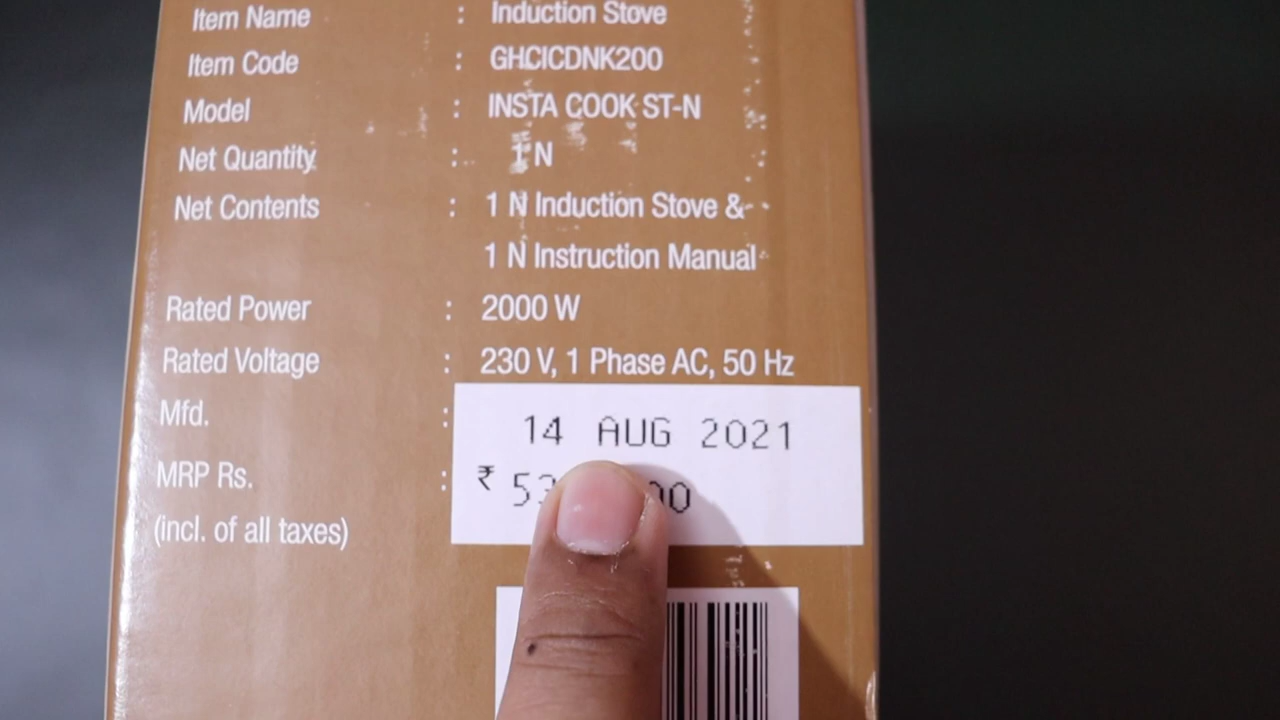 Item Name : Induction Stove
Item Code : GHCICDNK200
Model : INSTA COOK ST-N
Net Quantity : 1 N
Net Contents : 1 N Induction Stove &
1 N Instruction Manual
Rated Power : 2000 W
Rated Voltage : 230 V, 1 Phase AC, 50 Hz
Mfd. : 14 AUG 2021
MRP Rs. : ₹
(incl. of all taxes)